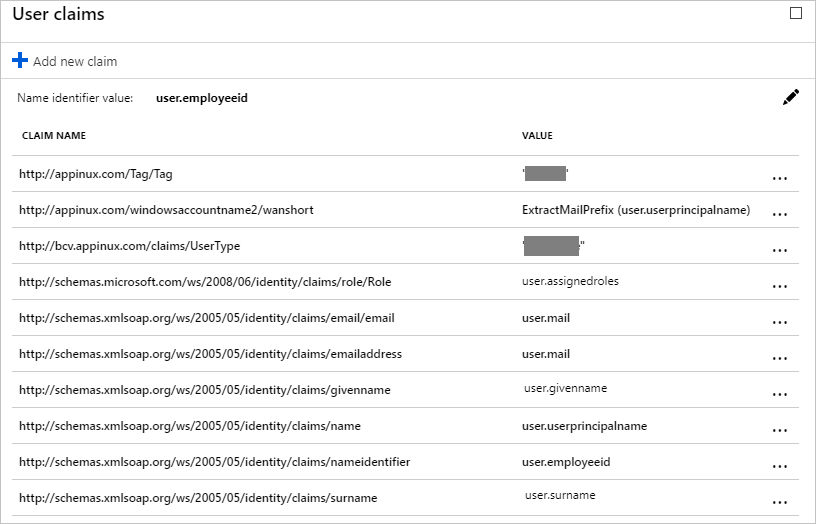 User claims
Add new claim
Name identifier value: user.employeeid
CLAIM NAME VALUE
http://appinux.com/Tag/Tag
http://appinux.com/windowsaccountname2/wanshort ExtractMailPrefix (user.userprincipalname)
http://bcv.appinux.com/claims/UserType
http://schemas.microsoft.com/ws/2008/06/identity/claims/role/Role user.assignedroles
http://schemas.xmlsoap.org/ws/2005/05/identity/claims/email/email user.mail
http://schemas.xmlsoap.org/ws/2005/05/identity/claims/emailaddress user.mail
http://schemas.xmlsoap.org/ws/2005/05/identity/claims/givenname user.givenname
http://schemas.xmlsoap.org/ws/2005/05/identity/claims/name user.userprincipalname
http://schemas.xmlsoap.org/ws/2005/05/identity/claims/nameidentifier user.employeeid
http://schemas.xmlsoap.org/ws/2005/05/identity/claims/surname user.surname